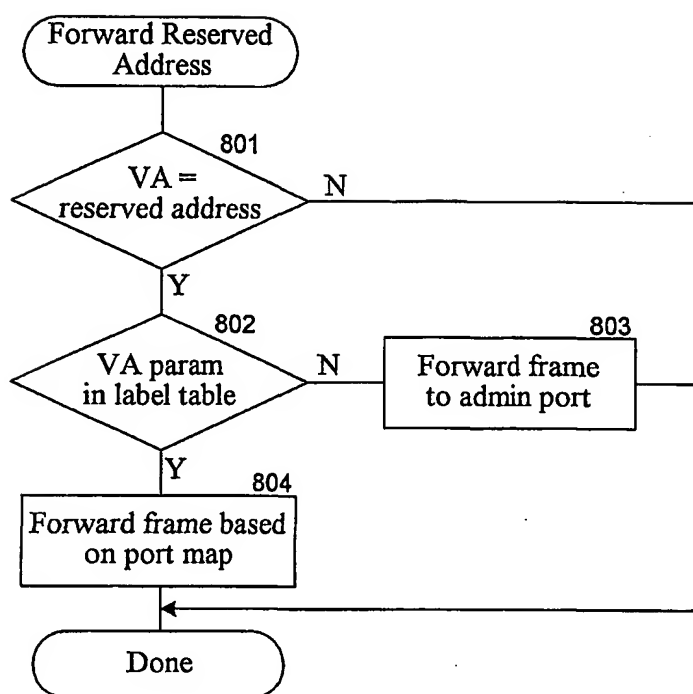 Forward Reserved
Address
801
VA =
reserved address
N
Y
802
VA param
in label table
N
803
Forward frame
to admin port
Y
804
Forward frame based
on port map
Done